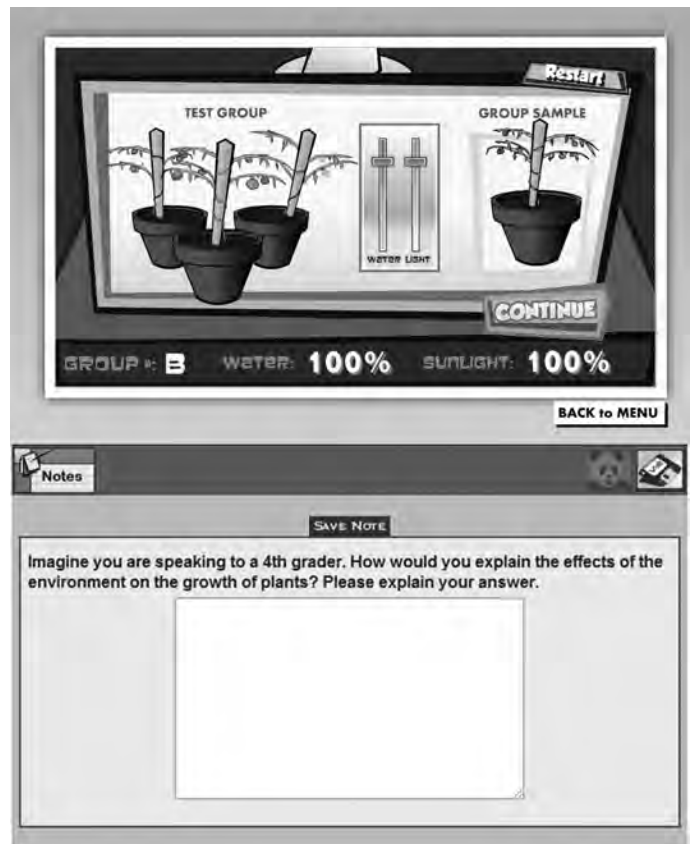 Restart
TEST GROUP
GROUP SAMPLE
WATER LIGHT
CONTINUE
GROUP #: B WATER: 100% SUNLIGHT: 100%
BACK to MENU
Notes
SAVE NOTE
Imagine you are speaking to a 4th grader. How would you explain the effects of the
environment on the growth of plants? Please explain your answer.